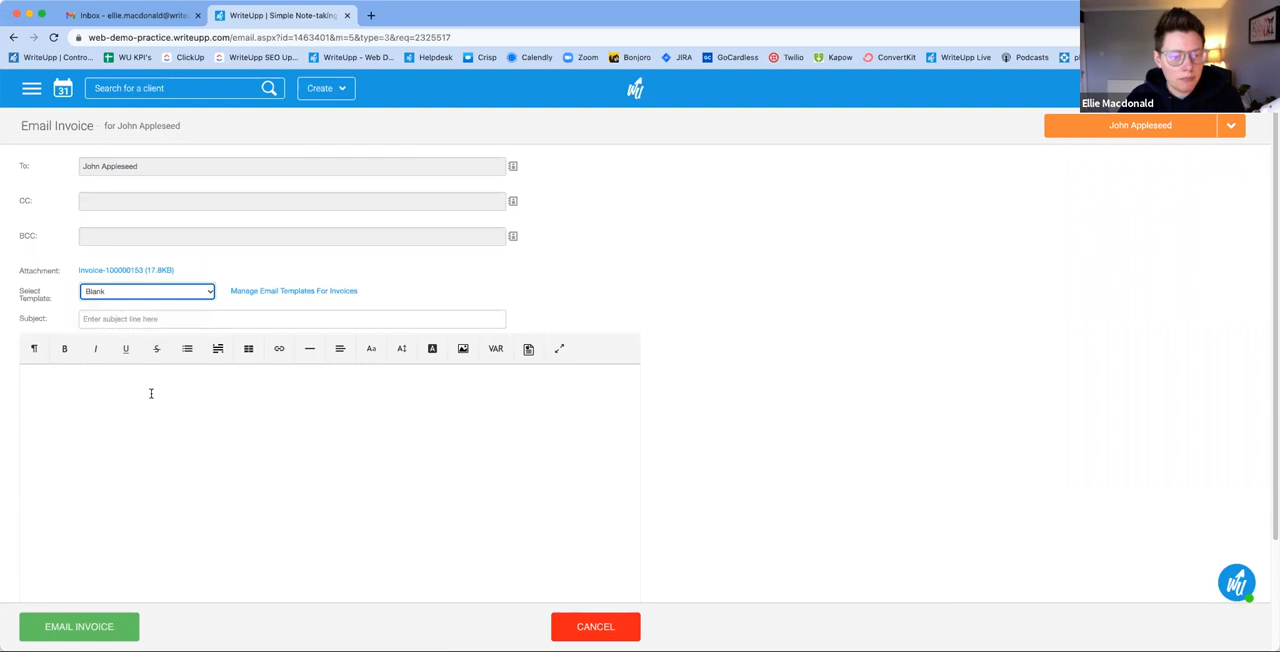 Inbox - ellie.macdonald@write
WriteUpp | Simple Note-taking
web-demo-practice.writeupp.com/email.aspx?id=1463401&m=5&type=3&req=2325517
WriteUpp | Contro...
WU KPI's
ClickUp
WriteUpp SEO Up...
WriteUpp - Web D...
Helpdesk
Crisp
Calendly
Zoom
Bonjoro
JIRA
GoCardless
Twilio
Kapow
ConvertKit
WriteUpp Live
Podcasts
Ellie Macdonald
31
Search for a client
Create
Email Invoice - for John Appleseed
John Appleseed
To:
John Appleseed
CC:
BCC:
Attachment:
Invoice-100000153 (17.8KB)
Select Template:
Blank
Manage Email Templates For Invoices
Subject:
Enter subject line here
B
I
U
S
Aa
A
A
VAR
EMAIL INVOICE
CANCEL